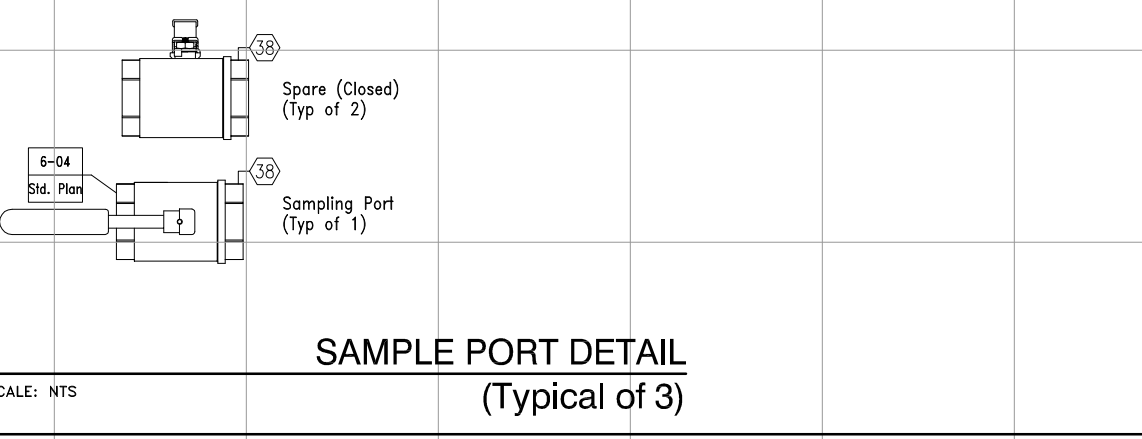 38
Spare (Closed)
(Typ of 2)
6-04
Std. Plan
38
Sampling Port
(Typ of 1)
SAMPLE PORT DETAIL
CALE: NTS
(Typical of 3)